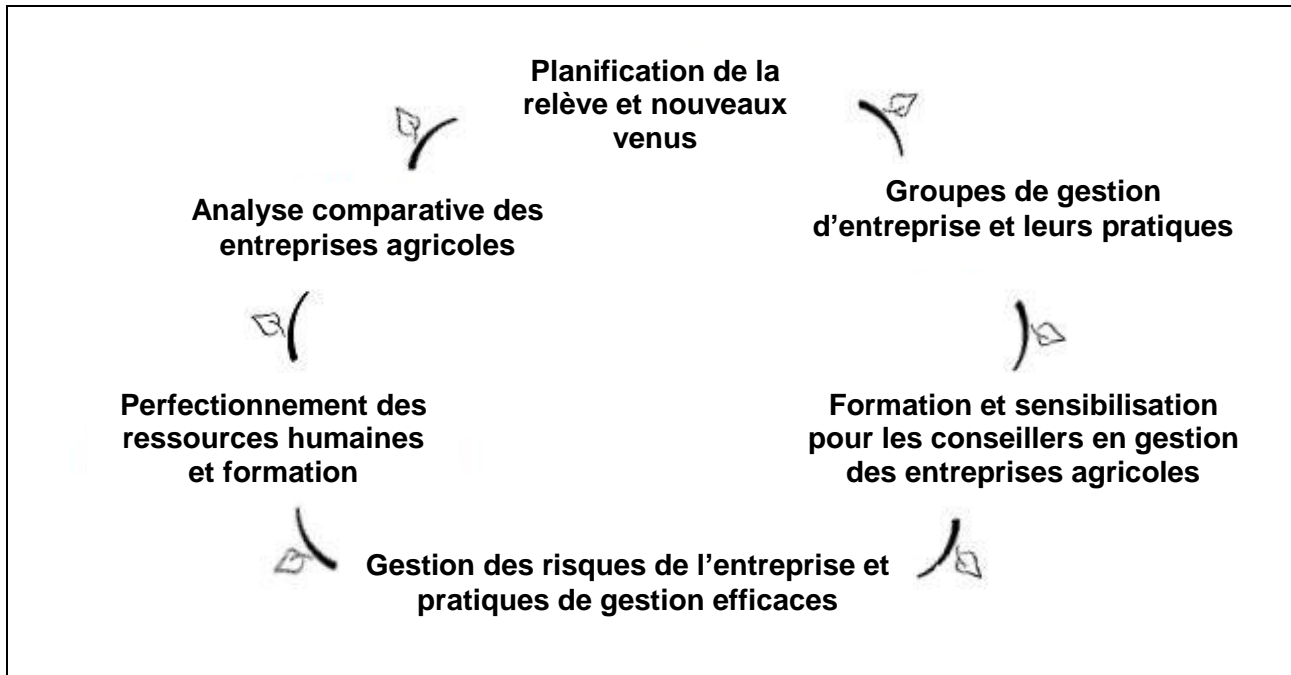 Planification de la
relève et nouveaux
venus
Groupes de gestion
d’entreprise et leurs pratiques
Formation et sensibilisation
pour les conseillers en gestion
des entreprises agricoles
Gestion des risques de l’entreprise et
pratiques de gestion efficaces
Perfectionnement des
ressources humaines
et formation
Analyse comparative des
entreprises agricoles